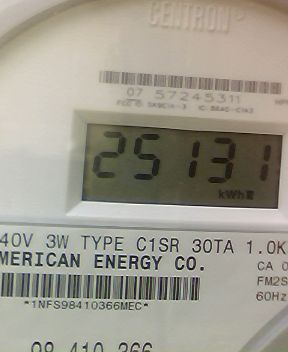 CENTRON
07 57245311
25131
kWh
40V 3W TYPE C1SR 30TA 1.0K
MERICAN ENERGY CO.
CA 0
FM2S
60Hz
*1NFS98410366MEC*
98 410 366